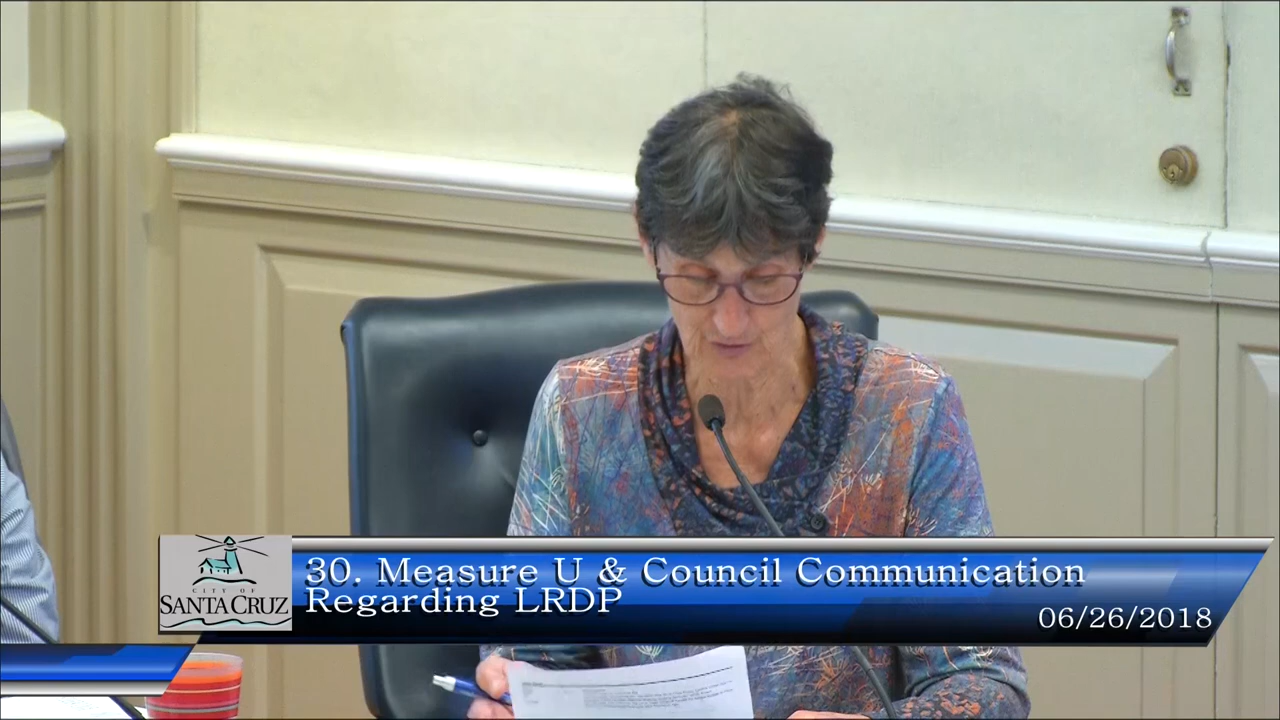 30. Measure U & Council Communication
Regarding LRDP
CITY OF
SANTA CRUZ
06/26/2018